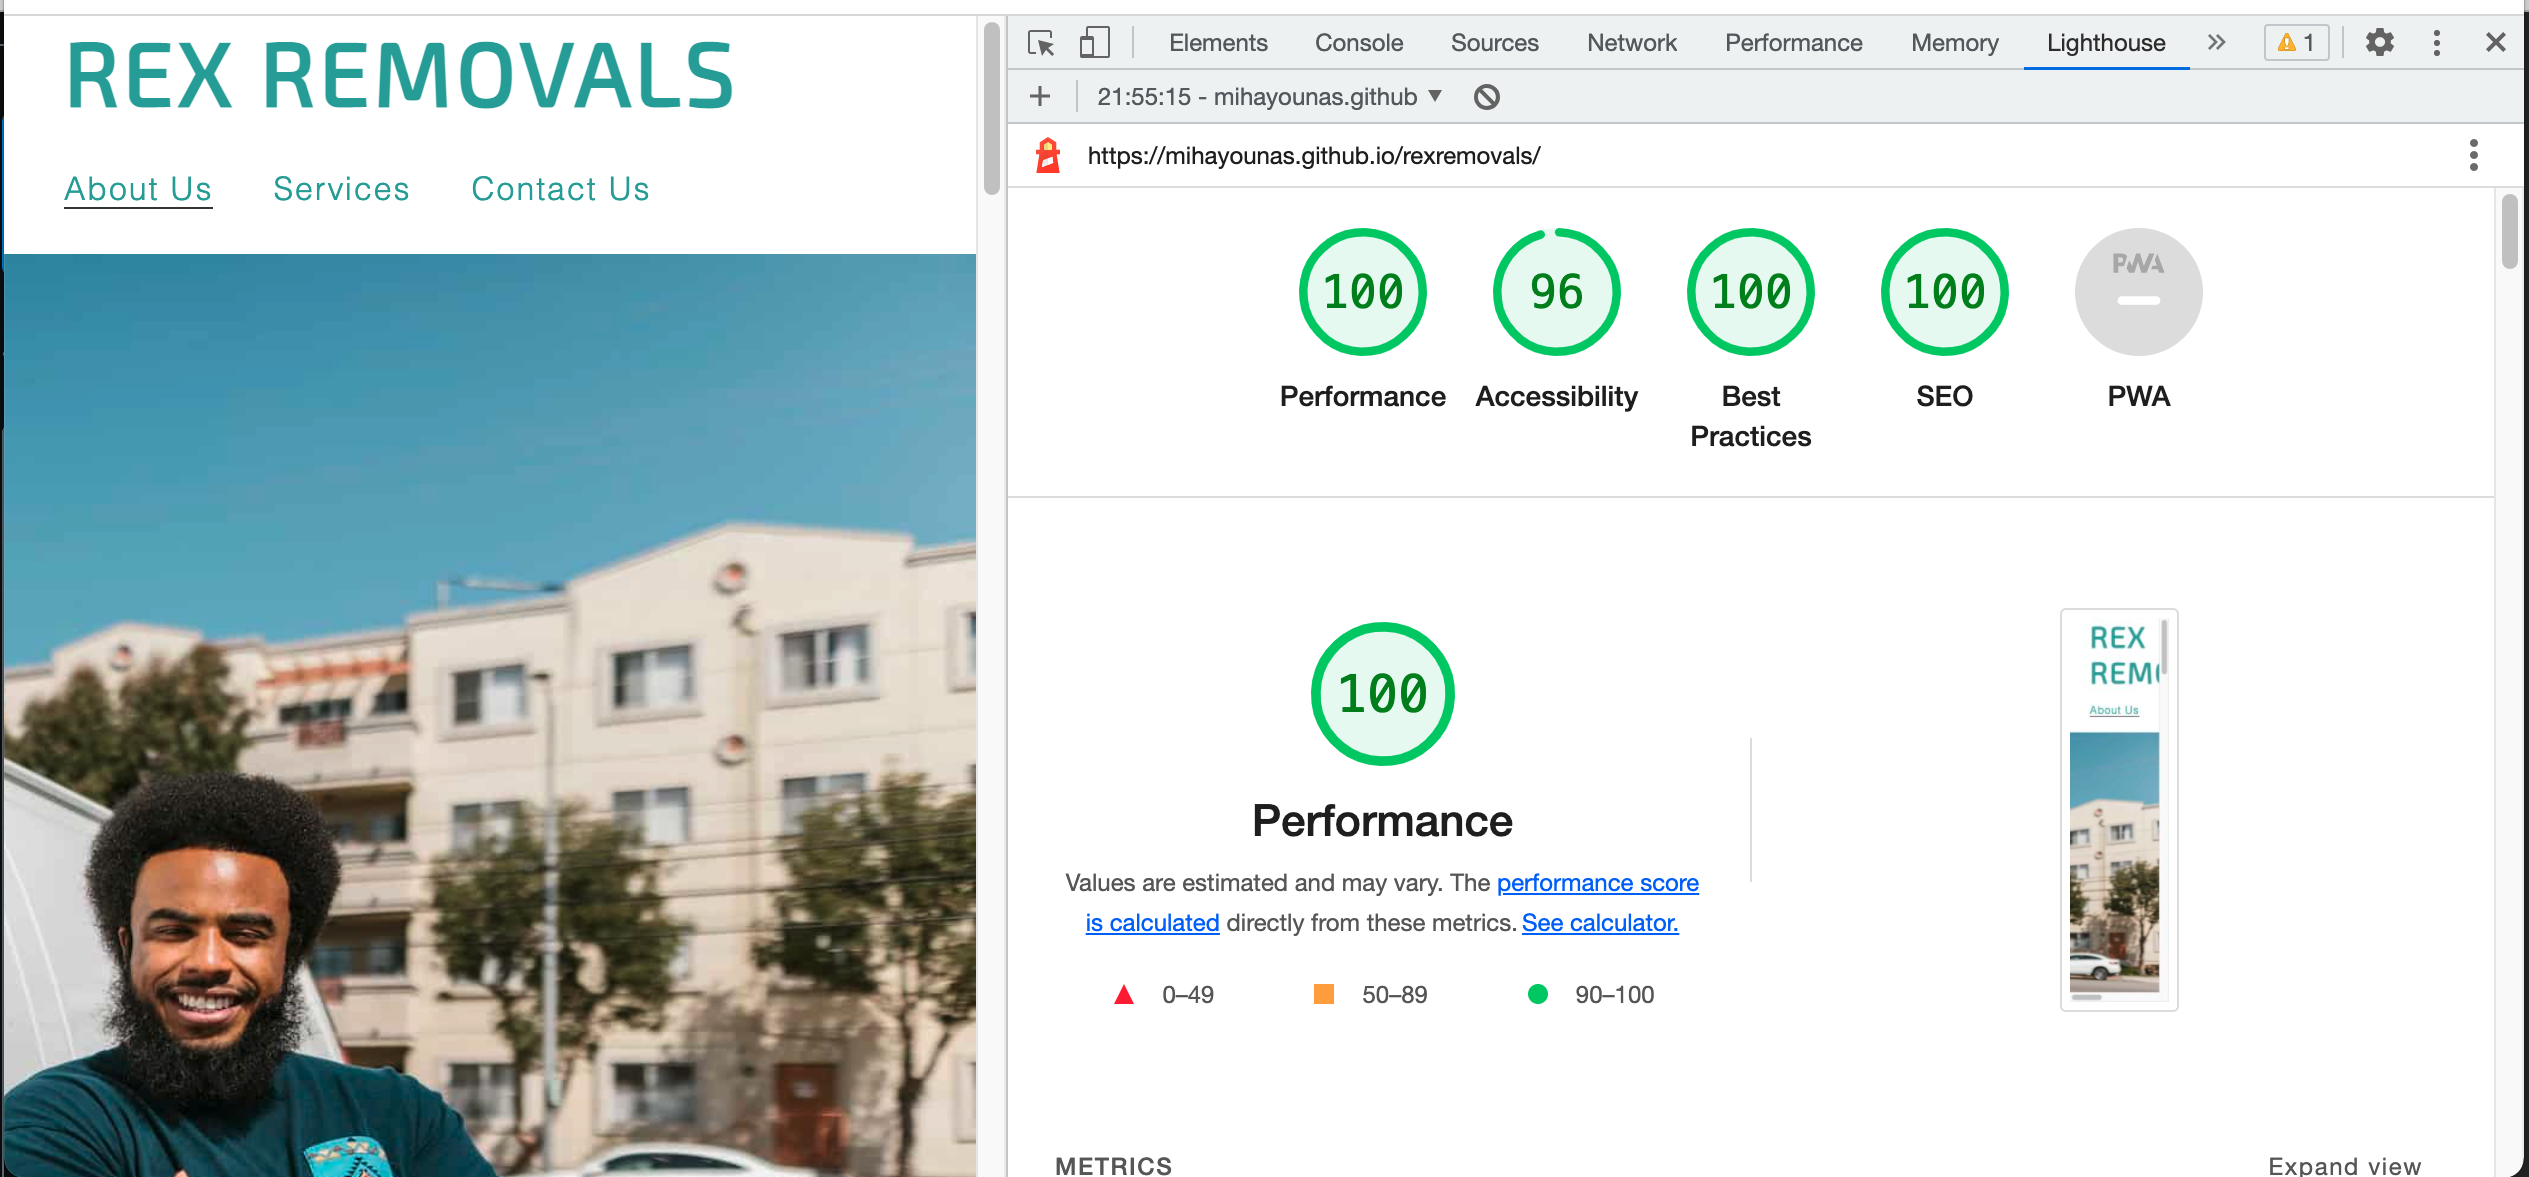 REX REMOVALS
About Us Services Contact Us
Elements Console Sources Network Performance Memory Lighthouse 1
21:55:15 - mihayounas.github
https://mihayounas.github.io/rexremovals/
100 96 100 100 PWA
Performance Accessibility Best Practices SEO PWA
100
Performance
Values are estimated and may vary. The performance score
is calculated directly from these metrics. See calculator.
0–49 50–89 90–100
REX
REMO
About Us
METRICS Expand view